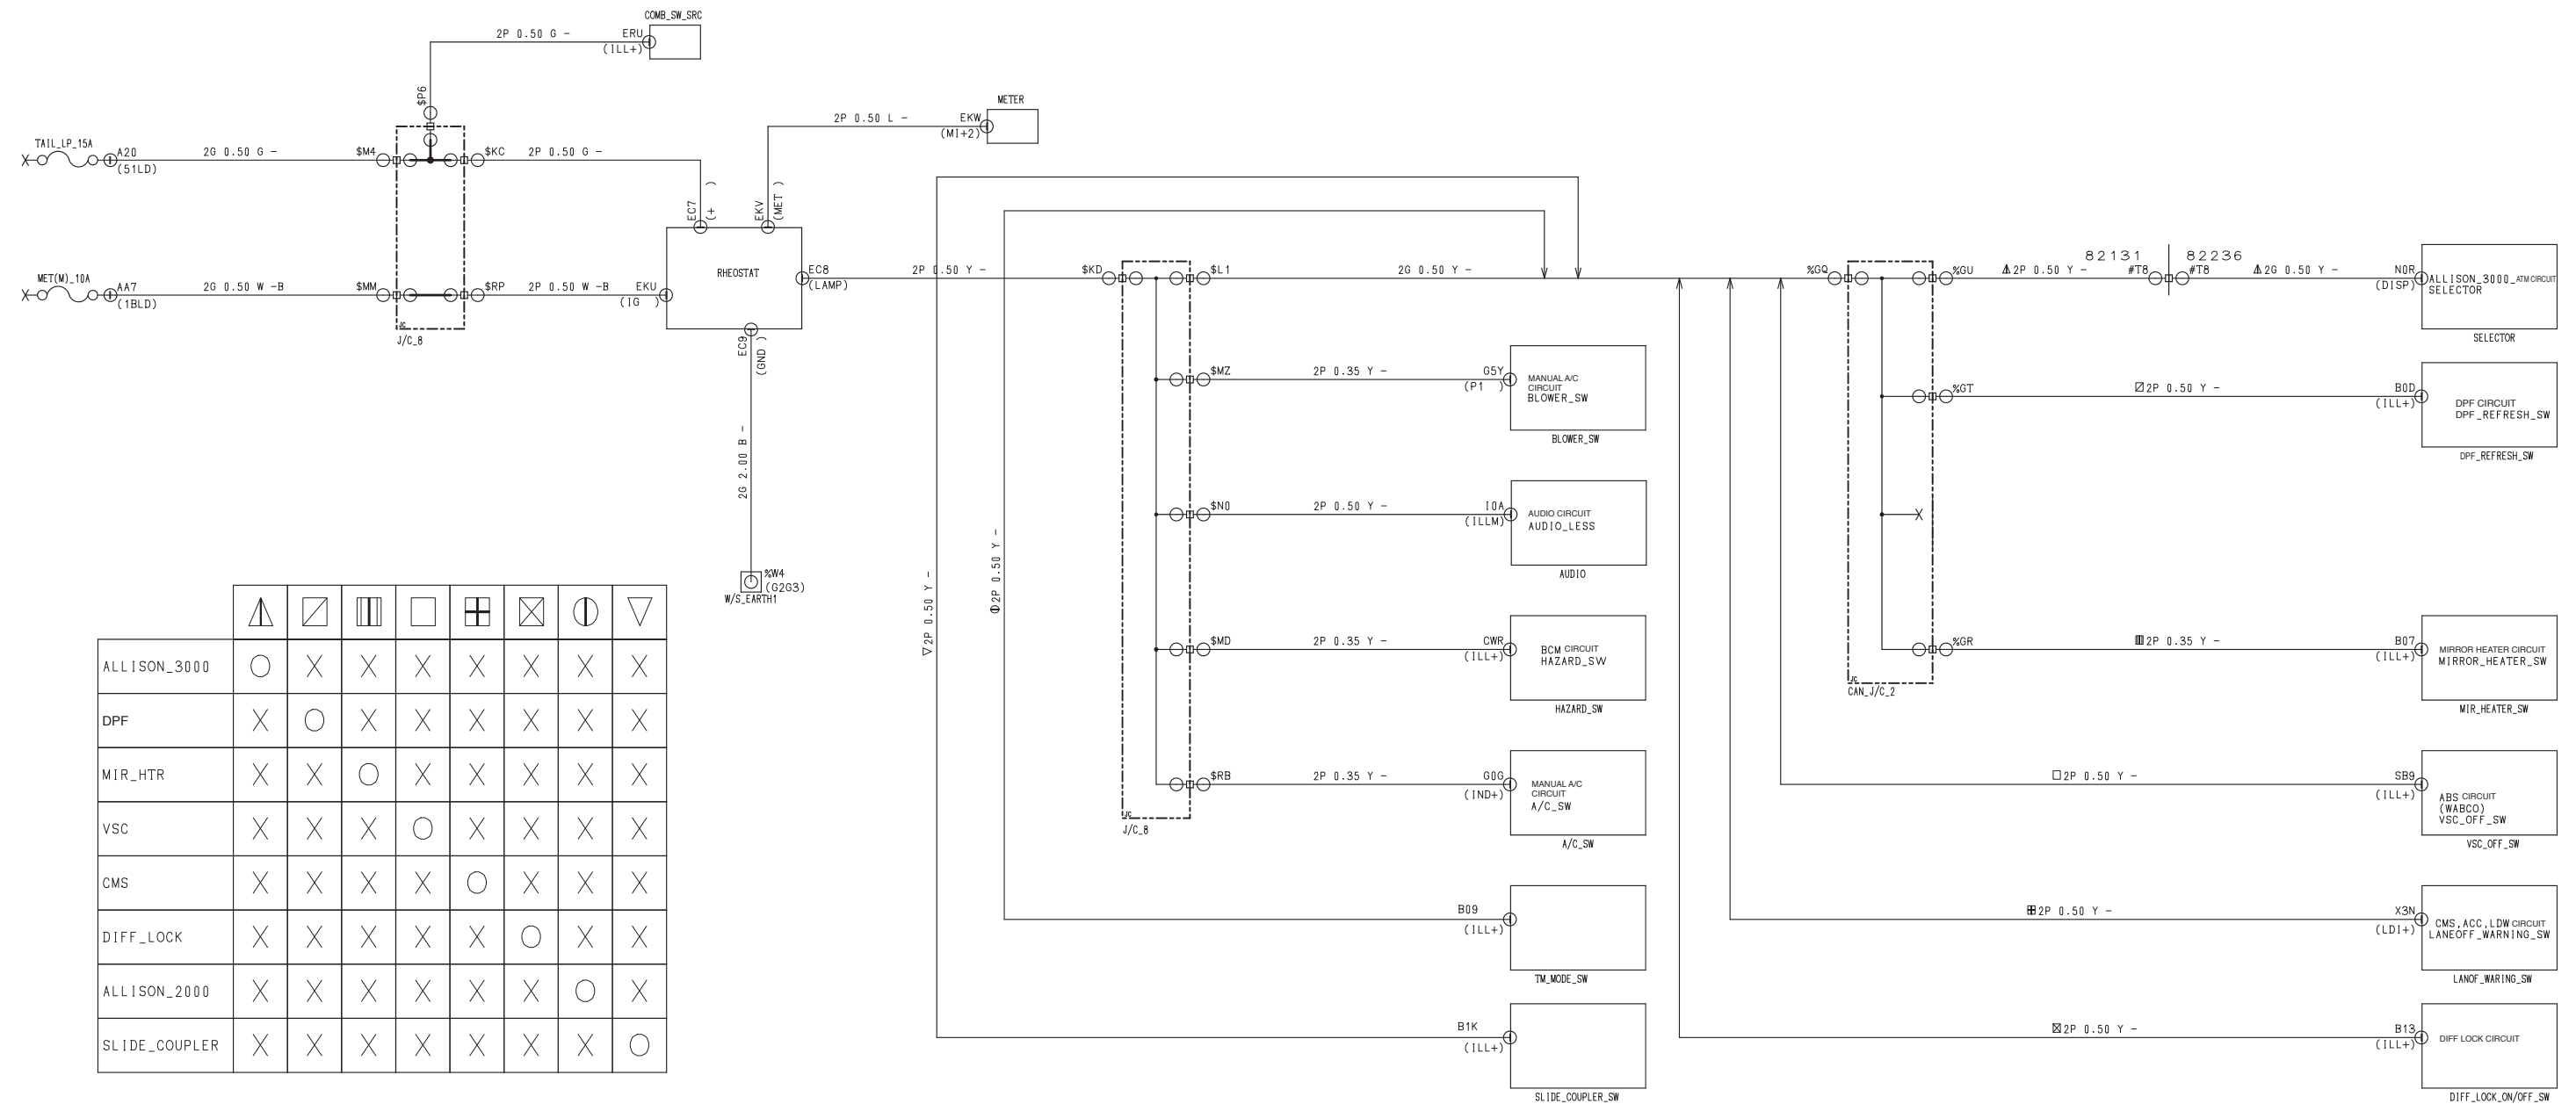 COMB_SW_SRC
2P 0.50 G -
ERU
(ILL+)
$P6
METER
2P 0.50 L -
EKW
(MI+2)
TAIL_LP_15A
A20
(51LD)
2G 0.50 G -
$M4
$KC
2P 0.50 G -
EC7
(+ )
EKV
(MET )
MET(M)_10A
AA7
(1BLD)
2G 0.50 W -B
$MM
$RP
2P 0.50 W -B
EKU
(IG )
JC
J/C_8
RHEOSTAT
EC8
(LAMP)
2P 0.50 Y -
$KD
$L1
2G 0.50 Y -
EC9
(GND )
2G 2.00 B -
%W4
(G2G3)
W/S_EARTH1
%GQ
%GU
2P 0.50 Y -
82131
82236
#T8
#T8
2G 0.50 Y -
N0R
(DISP)
ALLISON_3000_ATM CIRCUIT
SELECTOR
SELECTOR
$MZ
2P 0.35 Y -
G5Y
(P1 )
MANUAL A/C
CIRCUIT
BLOWER_SW
BLOWER_SW
%GT
2P 0.50 Y -
B0D
(ILL+)
DPF CIRCUIT
DPF_REFRESH_SW
DPF_REFRESH_SW
$N0
2P 0.50 Y -
I0A
(ILLM)
AUDIO CIRCUIT
AUDIO_LESS
AUDIO
2P 0.50 Y -
2P 0.50 Y -
$MD
2P 0.35 Y -
CWR
(ILL+)
BCM CIRCUIT
HAZARD_SW
HAZARD_SW
%GR
2P 0.35 Y -
B07
(ILL+)
MIRROR HEATER CIRCUIT
MIRROR_HEATER_SW
MIR_HEATER_SW
JC
CAN_J/C_2
$RB
2P 0.35 Y -
G0G
(IND+)
MANUAL A/C
CIRCUIT
A/C_SW
A/C_SW
JC
J/C_8
2P 0.50 Y -
SB9
(ILL+)
ABS CIRCUIT
(WABCO)
VSC_OFF_SW
VSC_OFF_SW
B09
(ILL+)
TM_MODE_SW
2P 0.50 Y -
X3N
(LDI+)
CMS,ACC,LDW CIRCUIT
LANEOFF_WARNING_SW
LANOF_WARING_SW
B1K
(ILL+)
SLIDE_COUPLER_SW
2P 0.50 Y -
B13
(ILL+)
DIFF LOCK CIRCUIT
DIFF_LOCK_ON/OFF_SW
ALLISON_3000 O X X X X X X X
DPF X O X X X X X X
MIR_HTR X X O X X X X X
VSC X X X O X X X X
CMS X X X X O X X X
DIFF_LOCK X X X X X O X X
ALLISON_2000 X X X X X X O X
SLIDE_COUPLER X X X X X X X O